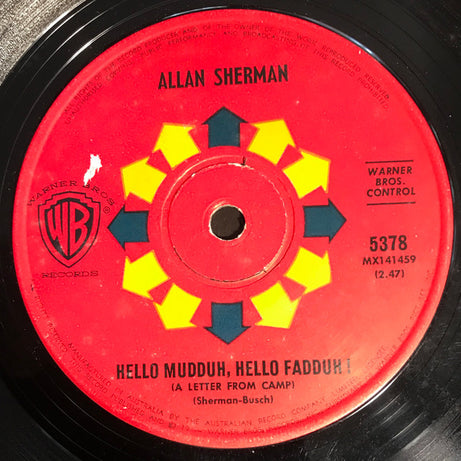 ALLAN SHERMAN
WARNER BROS.
WB
RECORDS
WARNER
BROS.
CONTROL
5378
MX141459
(2.47)
HELLO MUDDUH, HELLO FADDUH !
(A LETTER FROM CAMP)
(Sherman-Busch)